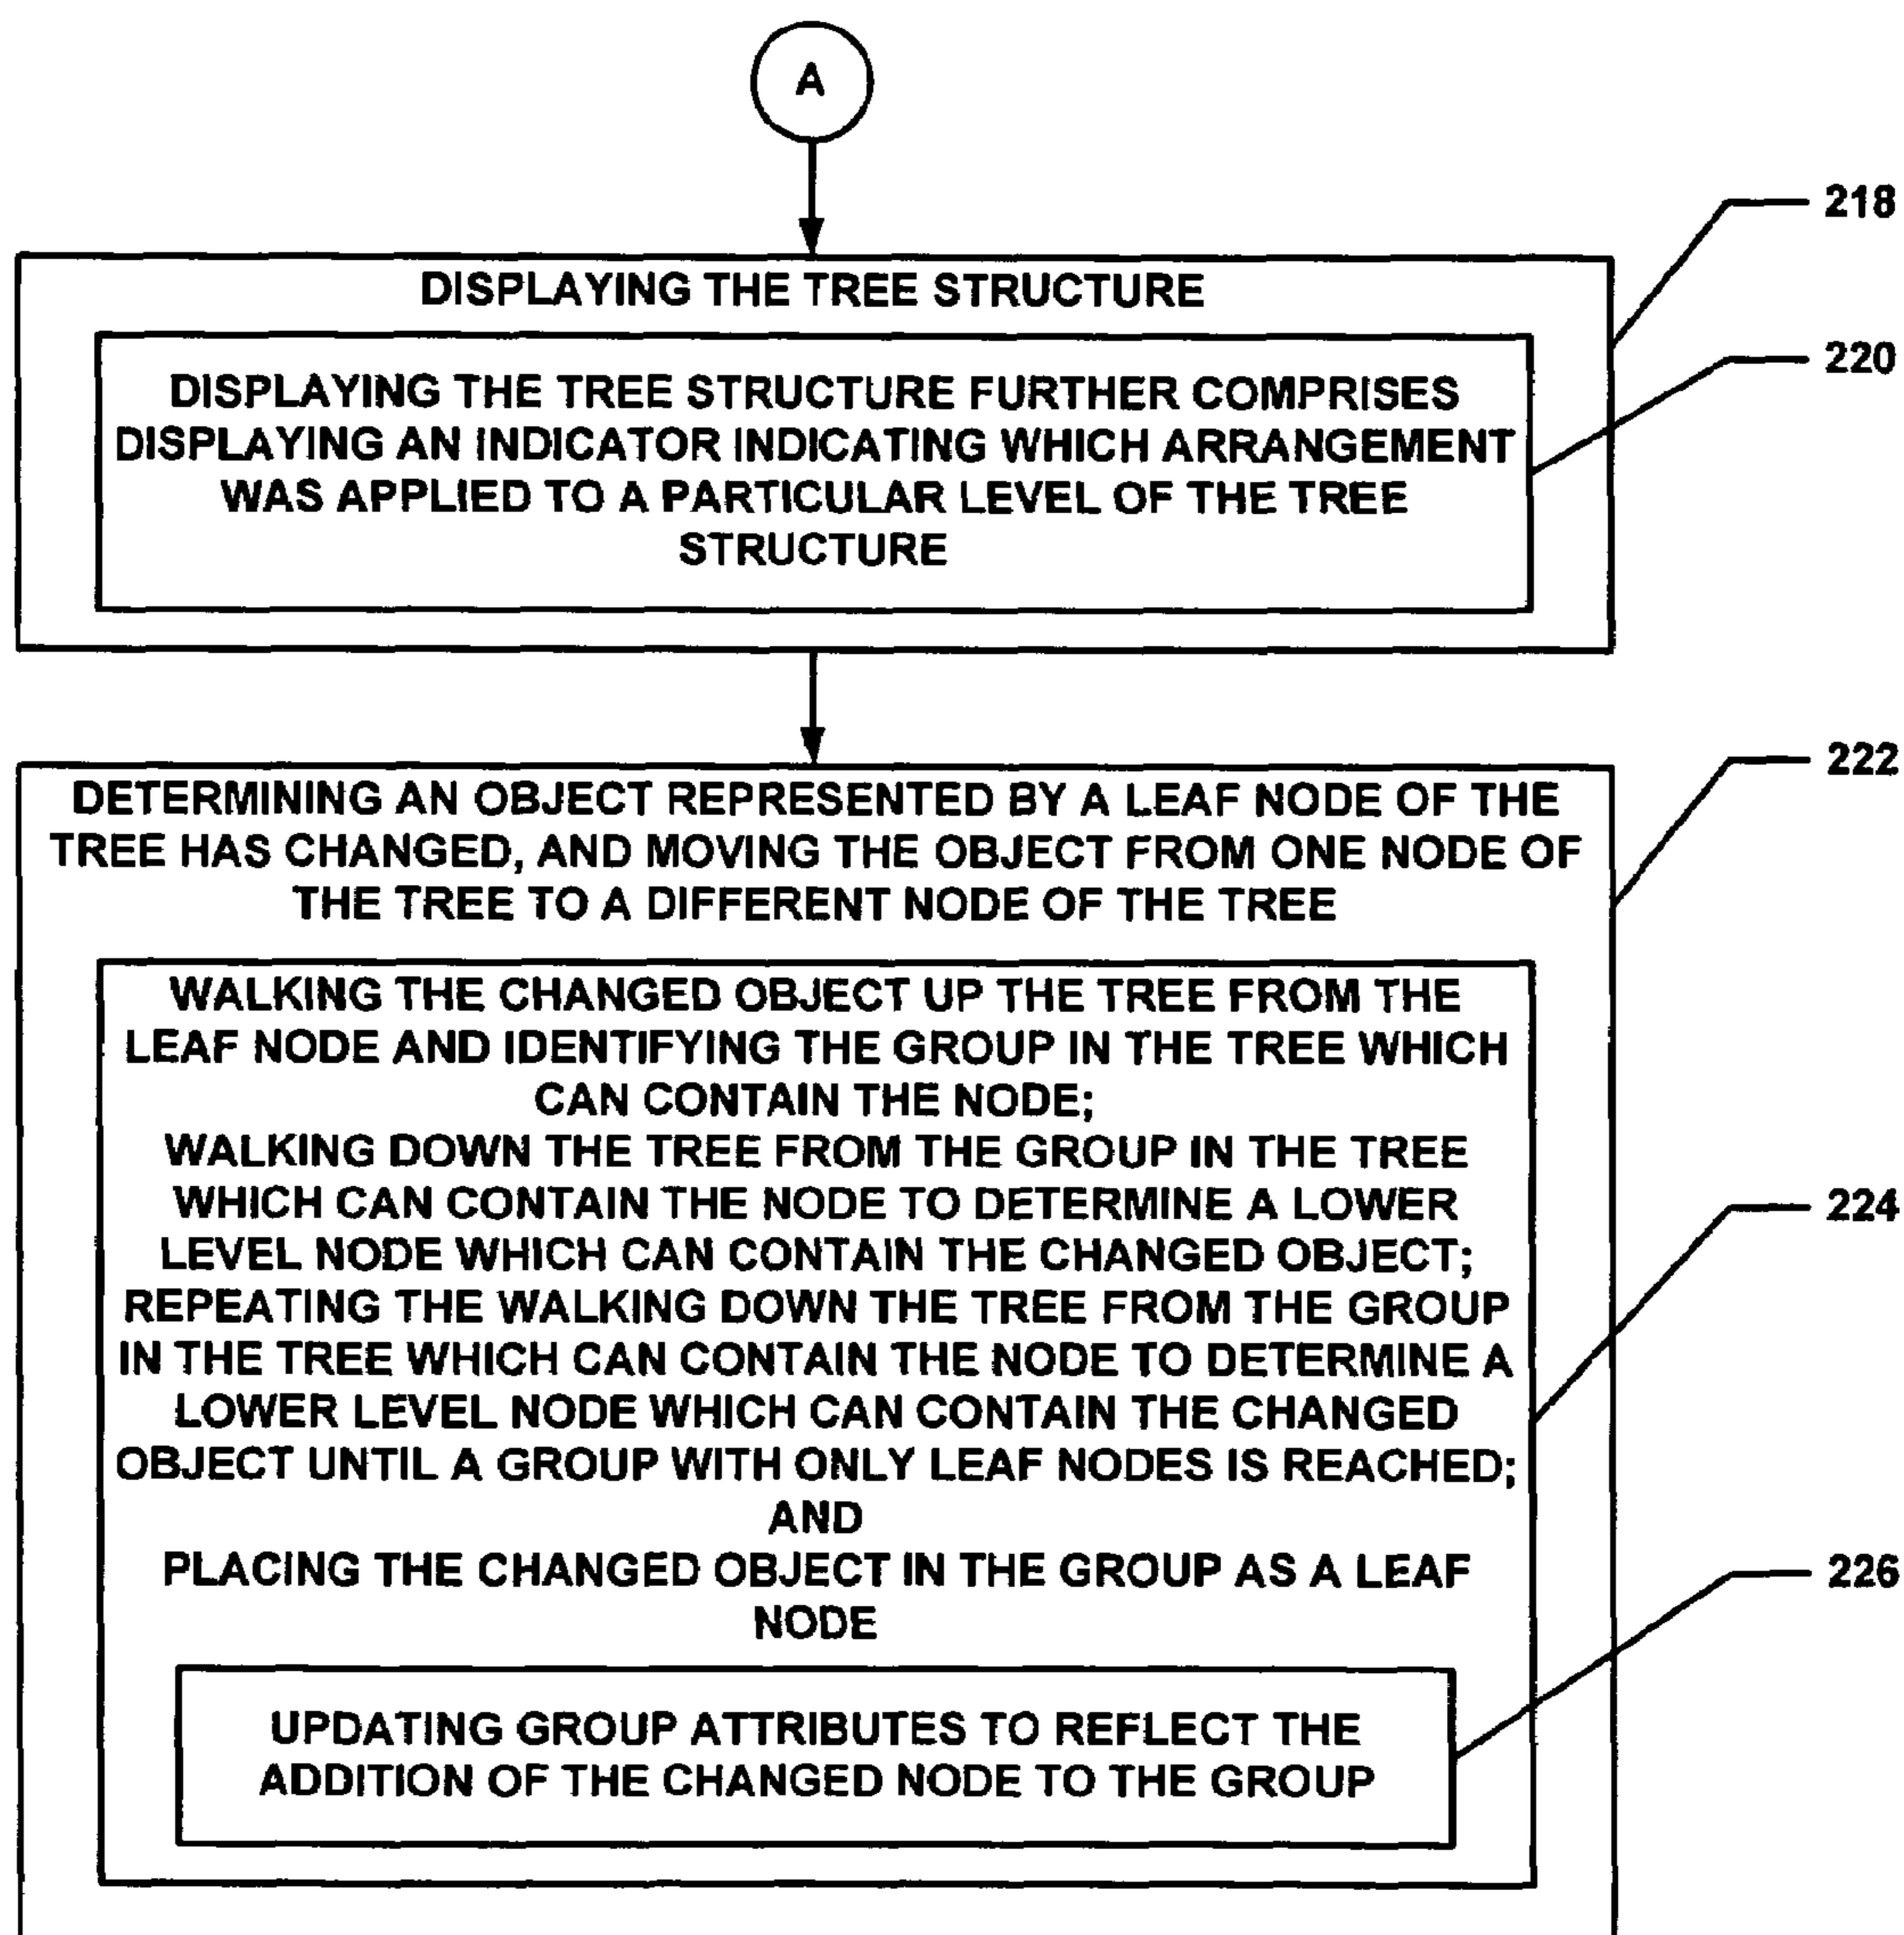 A
218
DISPLAYING THE TREE STRUCTURE
220
DISPLAYING THE TREE STRUCTURE FURTHER COMPRISES
DISPLAYING AN INDICATOR INDICATING WHICH ARRANGEMENT
WAS APPLIED TO A PARTICULAR LEVEL OF THE TREE
STRUCTURE
222
DETERMINING AN OBJECT REPRESENTED BY A LEAF NODE OF THE
TREE HAS CHANGED, AND MOVING THE OBJECT FROM ONE NODE OF
THE TREE TO A DIFFERENT NODE OF THE TREE
WALKING THE CHANGED OBJECT UP THE TREE FROM THE
LEAF NODE AND IDENTIFYING THE GROUP IN THE TREE WHICH
CAN CONTAIN THE NODE;
WALKING DOWN THE TREE FROM THE GROUP IN THE TREE
WHICH CAN CONTAIN THE NODE TO DETERMINE A LOWER
LEVEL NODE WHICH CAN CONTAIN THE CHANGED OBJECT;
224
REPEATING THE WALKING DOWN THE TREE FROM THE GROUP
IN THE TREE WHICH CAN CONTAIN THE NODE TO DETERMINE A
LOWER LEVEL NODE WHICH CAN CONTAIN THE CHANGED
OBJECT UNTIL A GROUP WITH ONLY LEAF NODES IS REACHED;
AND
PLACING THE CHANGED OBJECT IN THE GROUP AS A LEAF
NODE
226
UPDATING GROUP ATTRIBUTES TO REFLECT THE
ADDITION OF THE CHANGED NODE TO THE GROUP